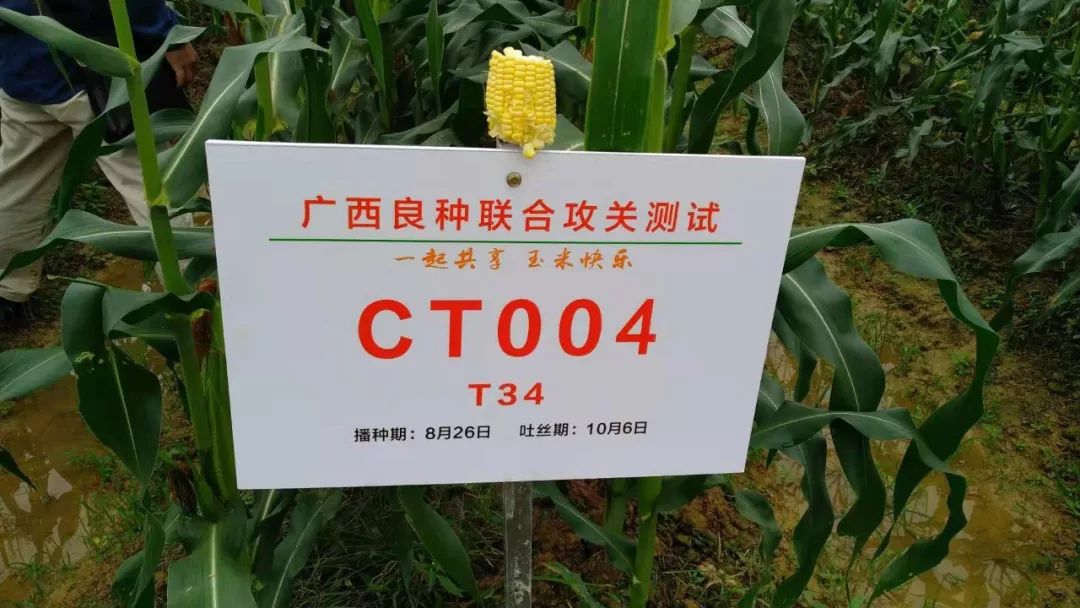 广西良种联合攻关测试
一起共享 玉米快乐
CT004
T34
播种期：8月26日 吐丝期：10月6日